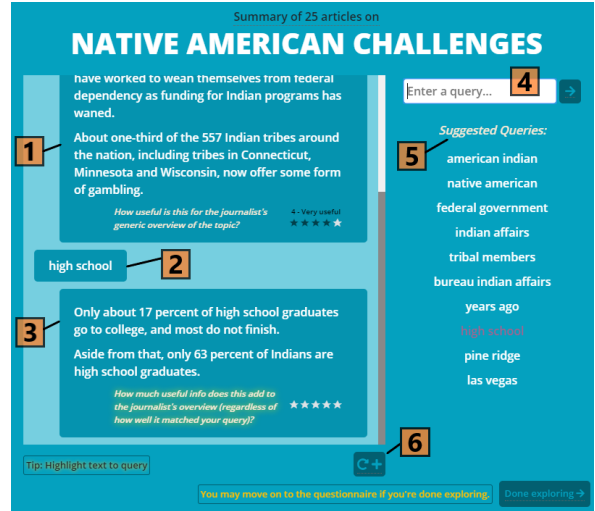 Summary of 25 articles on
NATIVE AMERICAN CHALLENGES
have worked to wean themselves from federal
dependency as funding for Indian programs has
waned.
About one-third of the 557 Indian tribes around
the nation, including tribes in Connecticut,
Minnesota and Wisconsin, now offer some form
of gambling.
How useful is this for the journalist's
generic overview of the topic?
4 - Very useful
1
high school
2
Only about 17 percent of high school graduates
go to college, and most do not finish.
Aside from that, only 63 percent of Indians are
high school graduates.
3
How much useful info does this add to
the journalist's overview (regardless of
how well it matched your query)?
Tip: Highlight text to query
6
Enter a query...
4
Suggested Queries:
5
american indian
native american
federal government
indian affairs
tribal members
bureau indian affairs
years ago
high school
pine ridge
las vegas
You may move on to the questionnaire if you're done exploring.
Done exploring